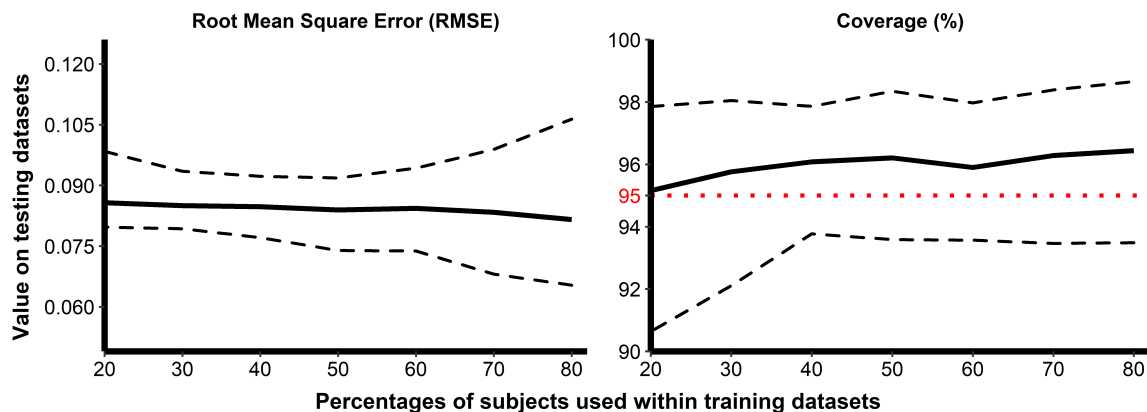 Root Mean Square Error (RMSE)
Coverage (%)
Value on testing datasets
0.120
0.105
0.090
0.075
0.060
20 30 40 50 60 70 80
100
98
96
95
94
92
90
20 30 40 50 60 70 80
Percentages of subjects used within training datasets